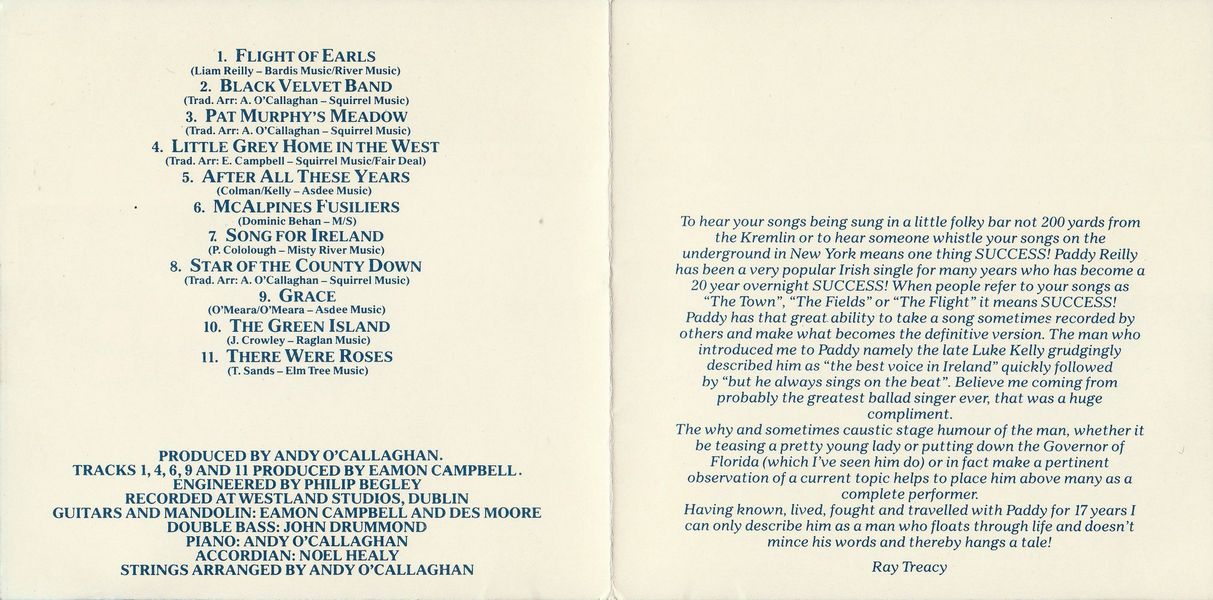 1. FLIGHT OF EARLS
(Liam Reilly – Bardis Music/River Music)
2. BLACK VELVET BAND
(Trad. Arr: A. O'Callaghan – Squirrel Music)
3. PAT MURPHY'S MEADOW
(Trad. Arr: A. O'Callaghan – Squirrel Music)
4. LITTLE GREY HOME IN THE WEST
(Trad. Arr: E. Campbell – Squirrel Music/Fair Deal)
5. AFTER ALL THESE YEARS
(Colman/Kelly – Asdee Music)
6. MCALPINES FUSILIERS
(Dominic Behan – M/S)
7. SONG FOR IRELAND
(P. Cololough – Misty River Music)
8. STAR OF THE COUNTY DOWN
(Trad. Arr: A. O'Callaghan – Squirrel Music)
9. GRACE
(O'Meara/O'Meara – Asdee Music)
10. THE GREEN ISLAND
(J. Crowley – Raglan Music)
11. THERE WERE ROSES
(T. Sands – Elm Tree Music)
PRODUCED BY ANDY O'CALLAGHAN.
TRACKS 1, 4, 6, 9 AND 11 PRODUCED BY EAMON CAMPBELL.
ENGINEERED BY PHILIP BEGLEY
RECORDED AT WESTLAND STUDIOS, DUBLIN
GUITARS AND MANDOLIN: EAMON CAMPBELL AND DES MOORE
DOUBLE BASS: JOHN DRUMMOND
PIANO: ANDY O'CALLAGHAN
ACCORDIAN: NOEL HEALY
STRINGS ARRANGED BY ANDY O'CALLAGHAN
To hear your songs being sung in a little folky bar not 200 yards from
the Kremlin or to hear someone whistle your songs on the
underground in New York means one thing SUCCESS! Paddy Reilly
has been a very popular Irish single for many years who has become a
20 year overnight SUCCESS! When people refer to your songs as
“The Town”, “The Fields” or “The Flight” it means SUCCESS!
Paddy has that great ability to take a song sometimes recorded by
others and make what becomes the definitive version. The man who
introduced me to Paddy namely the late Luke Kelly grudgingly
described him as “the best voice in Ireland” quickly followed
by “but he always sings on the beat”. Believe me coming from
probably the greatest ballad singer ever, that was a huge
compliment.
The why and sometimes caustic stage humour of the man, whether it
be teasing a pretty young lady or putting down the Governor of
Florida (which I've seen him do) or in fact make a pertinent
observation of a current topic helps to place him above many as a
complete performer.
Having known, lived, fought and travelled with Paddy for 17 years I
can only describe him as a man who floats through life and doesn't
mince his words and thereby hangs a tale!
Ray Treacy